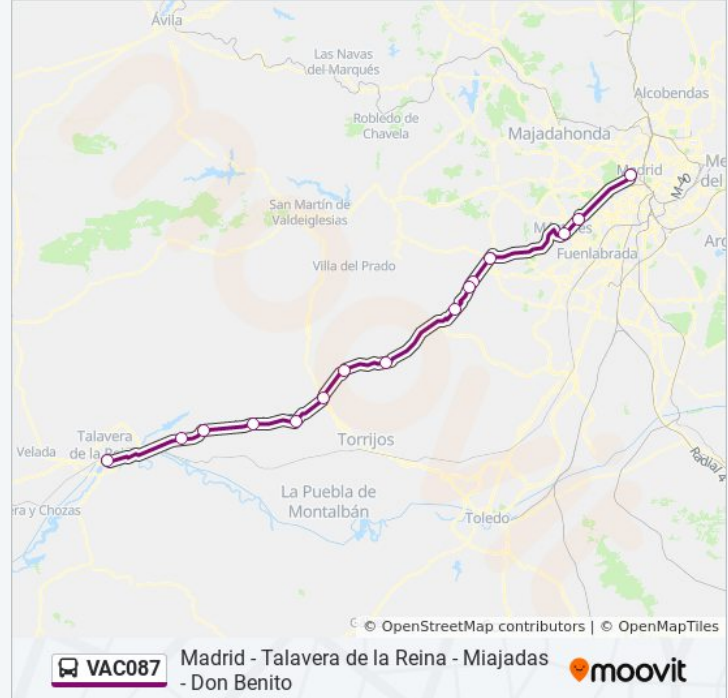 Ávila
Las Navas
del Marqués
Alcobendas
Robledo de
Chavela
Majadahonda
Madrid
M-40
San Martín de
Valdeiglesias
Villa del Prado
Fuenlabrada
Talavera
de la
Velada
Torrijos
Radial 4
La Puebla de
Montalbán
Toledo
© OpenStreetMap contributors | © OpenMapTiles
VAC087
Madrid - Talavera de la Reina - Miajadas
- Don Benito
moovit